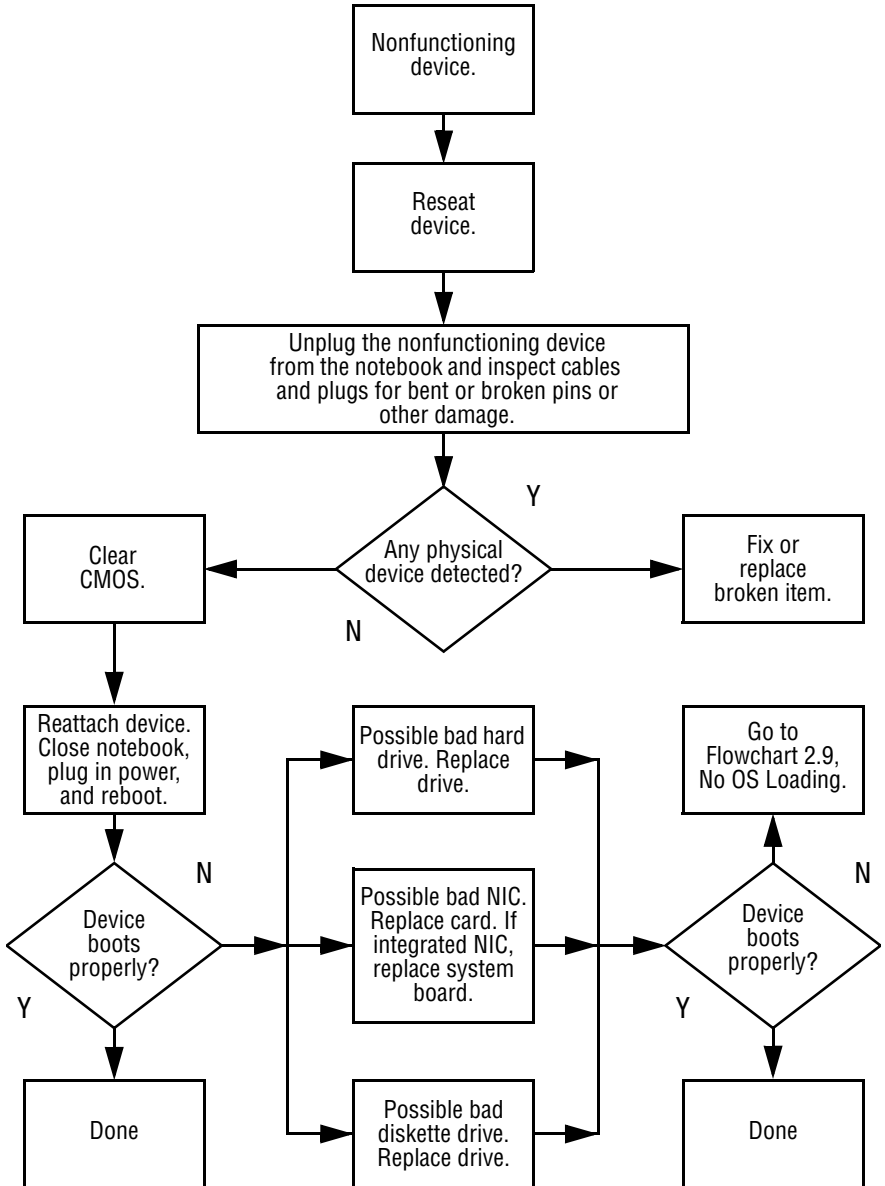 Nonfunctioning
device.
Reseat
device.
Unplug the nonfunctioning device
from the notebook and inspect cables
and plugs for bent or broken pins or
other damage.
Y
Any physical
device detected?
N
Clear
CMOS.
Fix or
replace
broken item.
Reattach device.
Close notebook,
plug in power,
and reboot.
Possible bad hard
drive. Replace
drive.
Go to
Flowchart 2.9,
No OS Loading.
N
Device
boots
properly?
Y
Possible bad NIC.
Replace card. If
integrated NIC,
replace system
board.
N
Device
boots
properly?
Y
Done
Possible bad
diskette drive.
Replace drive.
Done